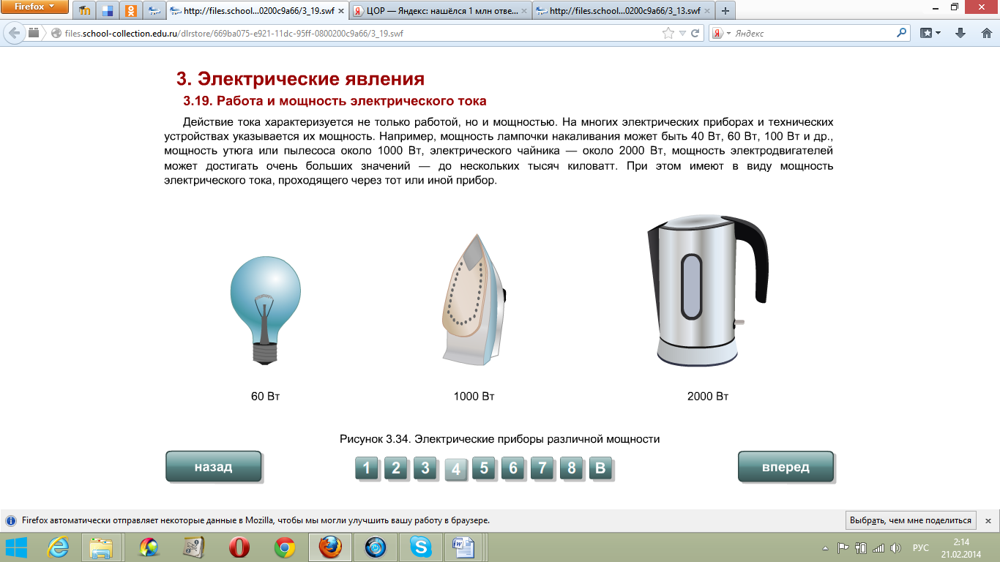 Firefox
http://files.school...0200c9a66/3_19.swf
ЦОР — Яндекс: нашёлся 1 млн отве...
http://files.school...0200c9a66/3_13.swf
files.school-collection.edu.ru/dlrstore/669ba075-e921-11dc-95ff-0800200c9a66/3_19.swf
Я
Яндекс
3. Электрические явления
3.19. Работа и мощность электрического тока
Действие тока характеризуется не только работой, но и мощностью. На многих электрических приборах и технических
устройствах указывается их мощность. Например, мощность лампочки накаливания может быть 40 Вт, 60 Вт, 100 Вт и др.,
мощность утюга или пылесоса около 1000 Вт, электрического чайника — около 2000 Вт, мощность электродвигателей
может достигать очень больших значений — до нескольких тысяч киловатт. При этом имеют в виду мощность
электрического тока, проходящего через тот или иной прибор.
60 Вт
1000 Вт
2000 Вт
Рисунок 3.34. Электрические приборы различной мощности
назад
1 2 3 4 5 6 7 8 В
вперед
Firefox автоматически отправляет некоторые данные в Mozilla, чтобы мы могли улучшить вашу работу в браузере.
Выбрать, чем мне поделиться
РУС
2:14
21.02.2014